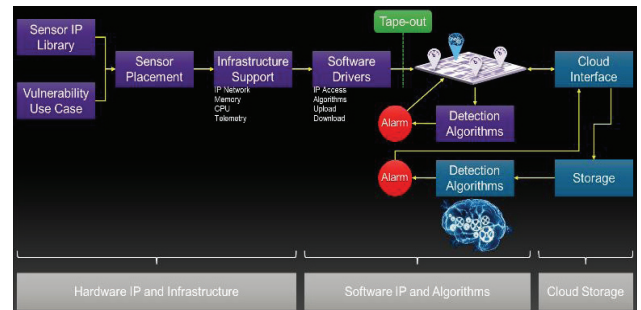 Tape-out
Sensor IP
Library
Vulnerability
Use Case
Sensor
Placement
Infrastructure
Support
IP Network
Memory
CPU
Telemetry
Software
Drivers
IP Access
Algorithms
Upload
Download
Cloud
Interface
Alarm
Detection
Algorithms
Alarm
Detection
Algorithms
Storage
Hardware IP and Infrastructure
Software IP and Algorithms
Cloud Storage